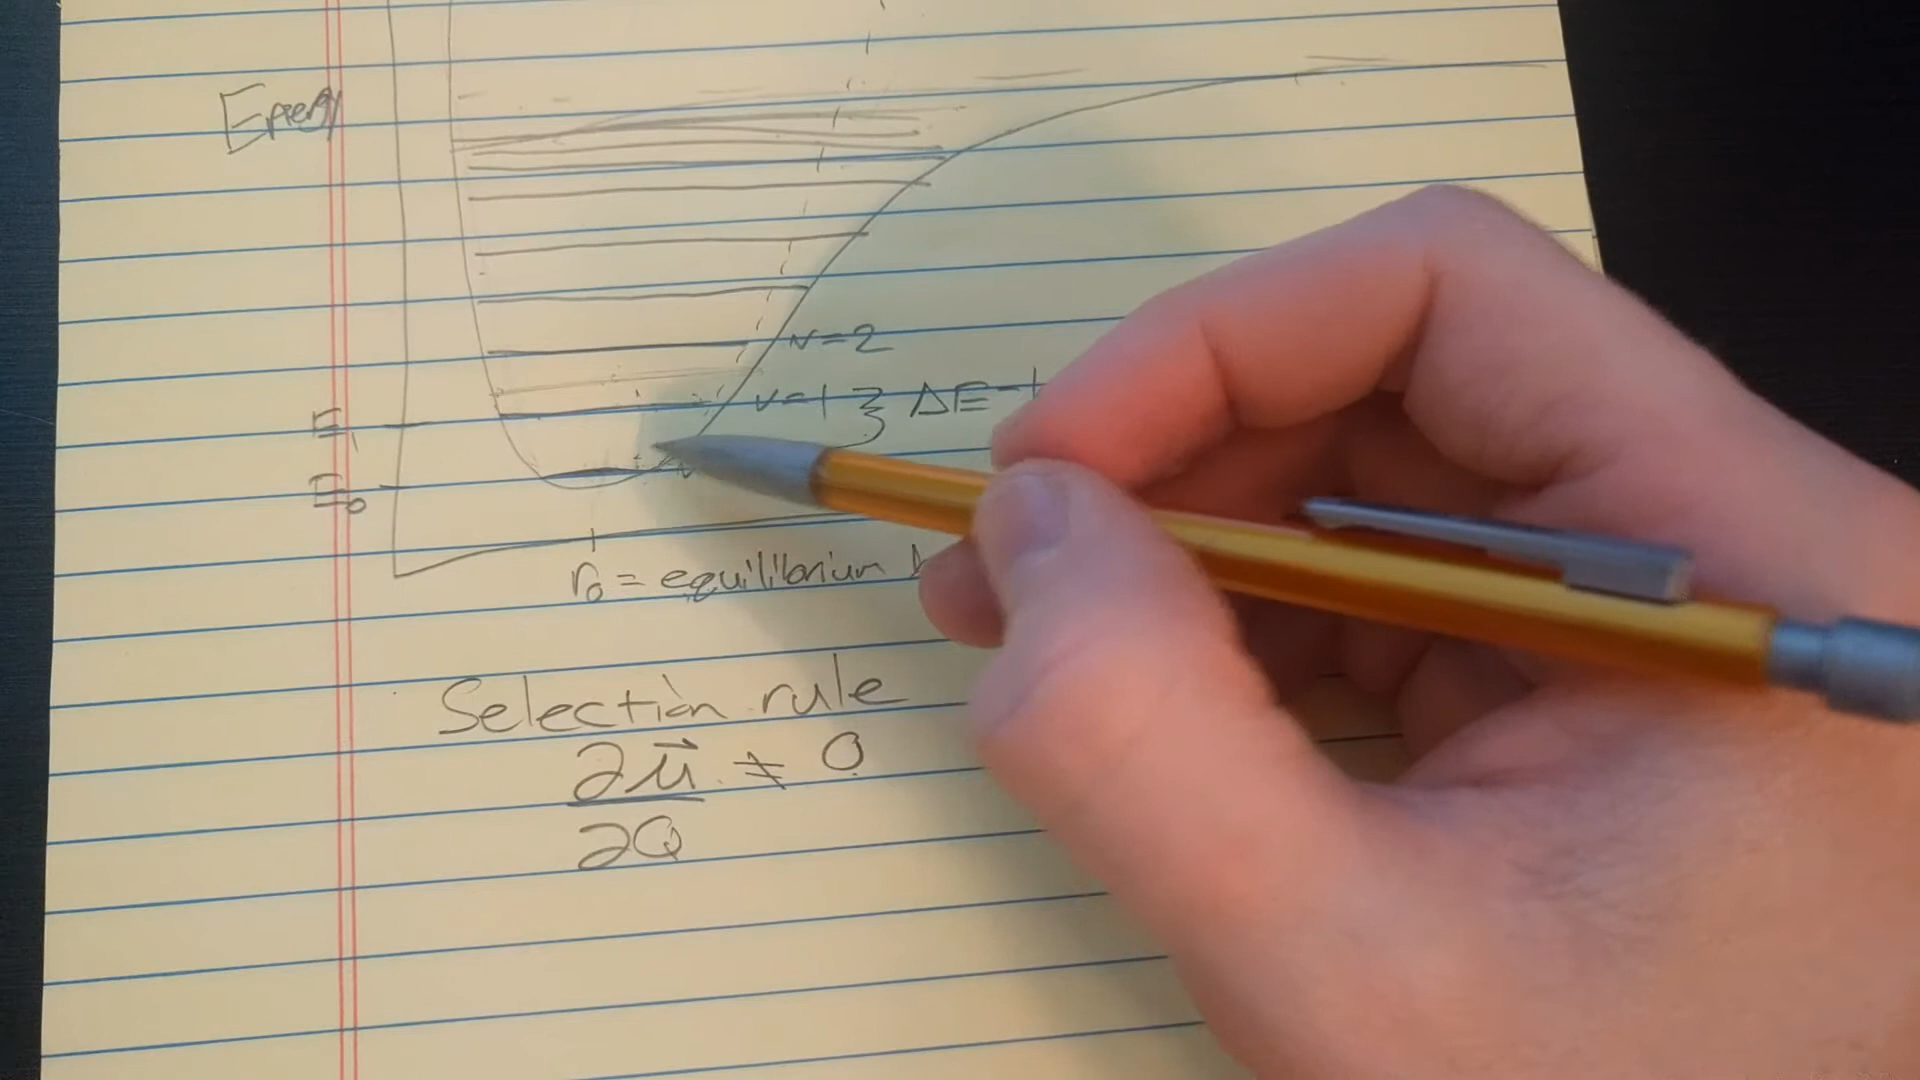 Energy
v=2
v=1 } ΔE=
E₁
E₀
r₀ = equilibrium
Selection rule
∂μ⃗ ≠ 0
∂Q